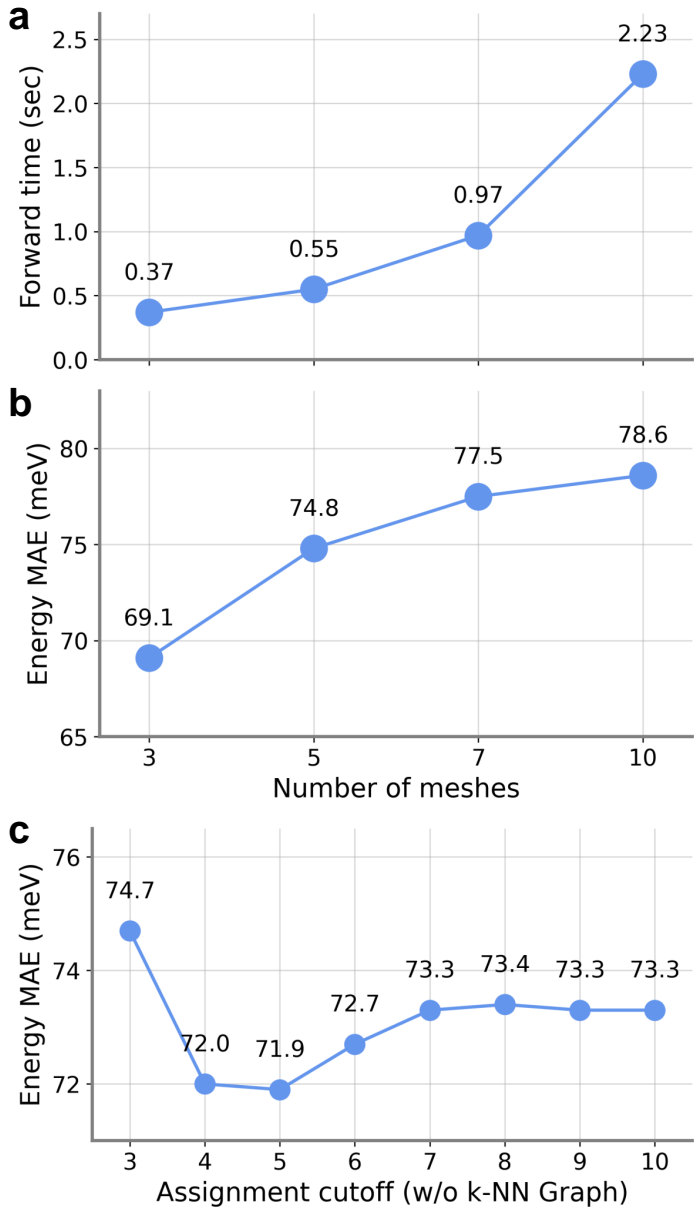 a
Forward time (sec)
2.5
2.0
1.5
1.0
0.5
0.0
0.37
0.55
0.97
2.23
b
Energy MAE (meV)
80
75
70
65
69.1
74.8
77.5
78.6
3 5 7 10
Number of meshes
c
Energy MAE (meV)
76
74
72
74.7
72.0
71.9
72.7
73.3
73.4
73.3
73.3
3 4 5 6 7 8 9 10
Assignment cutoff (w/o k-NN Graph)